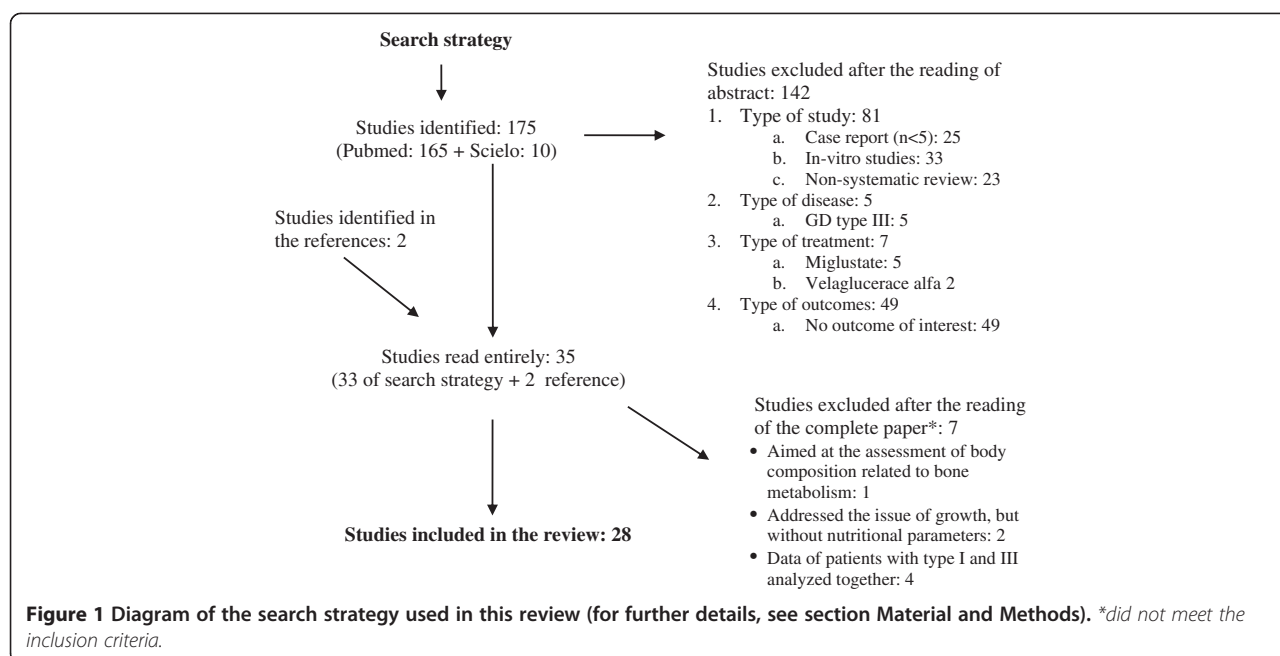 Search strategy
Studies identified: 175
(Pubmed: 165 + Scielo: 10)
Studies excluded after the reading of
abstract: 142
1. Type of study: 81
a. Case report (n<5): 25
b. In-vitro studies: 33
c. Non-systematic review: 23
2. Type of disease: 5
a. GD type III: 5
3. Type of treatment: 7
a. Miglustate: 5
b. Velaglucerace alfa 2
4. Type of outcomes: 49
a. No outcome of interest: 49
Studies identified in
the references: 2
Studies read entirely: 35
(33 of search strategy + 2 reference)
Studies excluded after the reading
of the complete paper*: 7
• Aimed at the assessment of body
composition related to bone
metabolism: 1
• Addressed the issue of growth, but
without nutritional parameters: 2
• Data of patients with type I and III
analyzed together: 4
Studies included in the review: 28
Figure 1 Diagram of the search strategy used in this review (for further details, see section Material and Methods). *did not meet the
inclusion criteria.